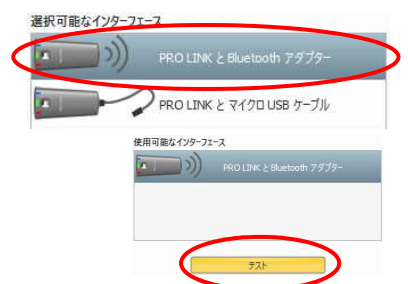 選択可能なインターフェース
PRO LINK と Bluetooth アダプター
PRO LINK と マイクロ USB ケーブル
使用可能なインターフェース
PRO LINK と Bluetooth アダプター
テスト